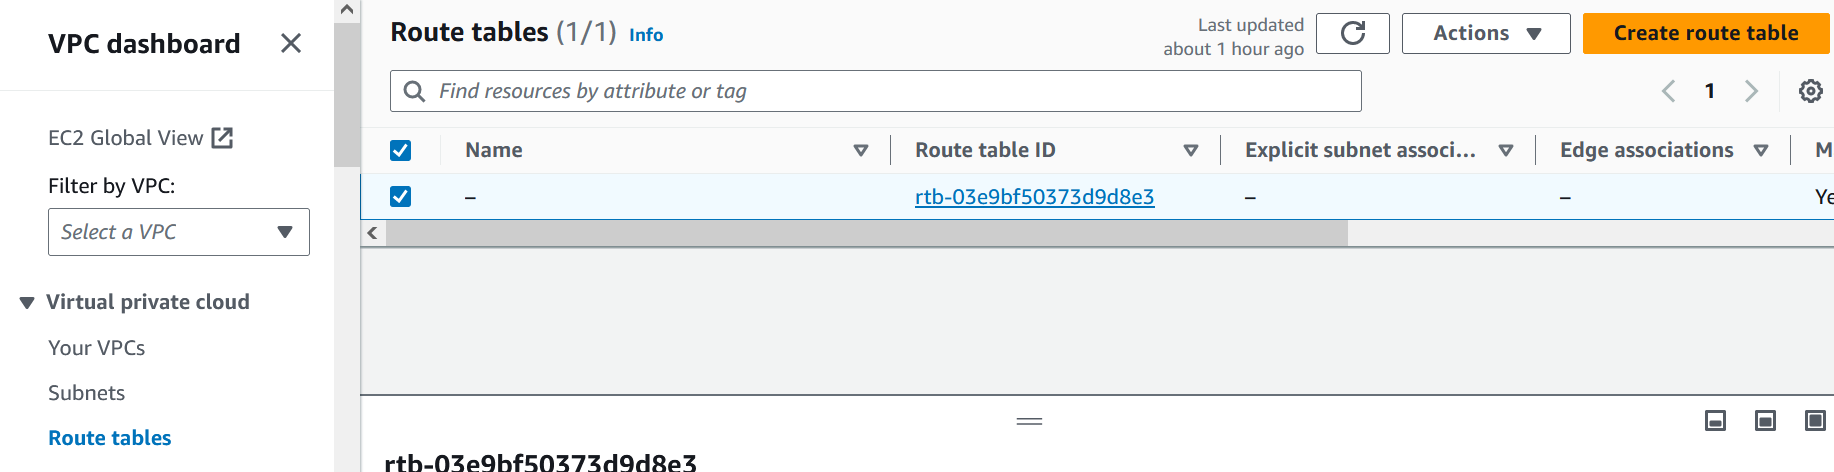 VPC dashboard
EC2 Global View
Filter by VPC:
Select a VPC
Virtual private cloud
Your VPCs
Subnets
Route tables
Route tables (1/1) Info
Last updated
about 1 hour ago
Actions
Create route table
Find resources by attribute or tag
1
Name Route table ID Explicit subnet associ... Edge associations M
– rtb-03e9bf50373d9d8e3 – – Ye
rtb-03e9bf50373d9d8e3